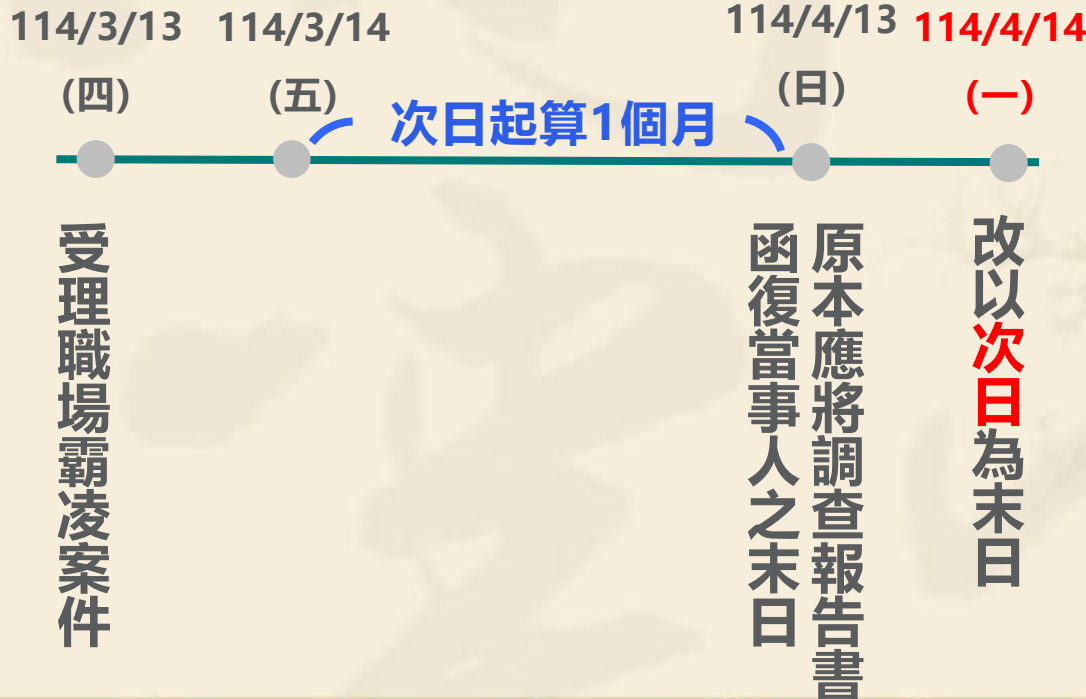 114/3/13
(四)
114/3/14
(五)
次日起算1個月
114/4/13
(日)
114/4/14
(一)
受理職場霸凌案件
原本應將調查報告書
函復當事人之末日
改以次日為末日